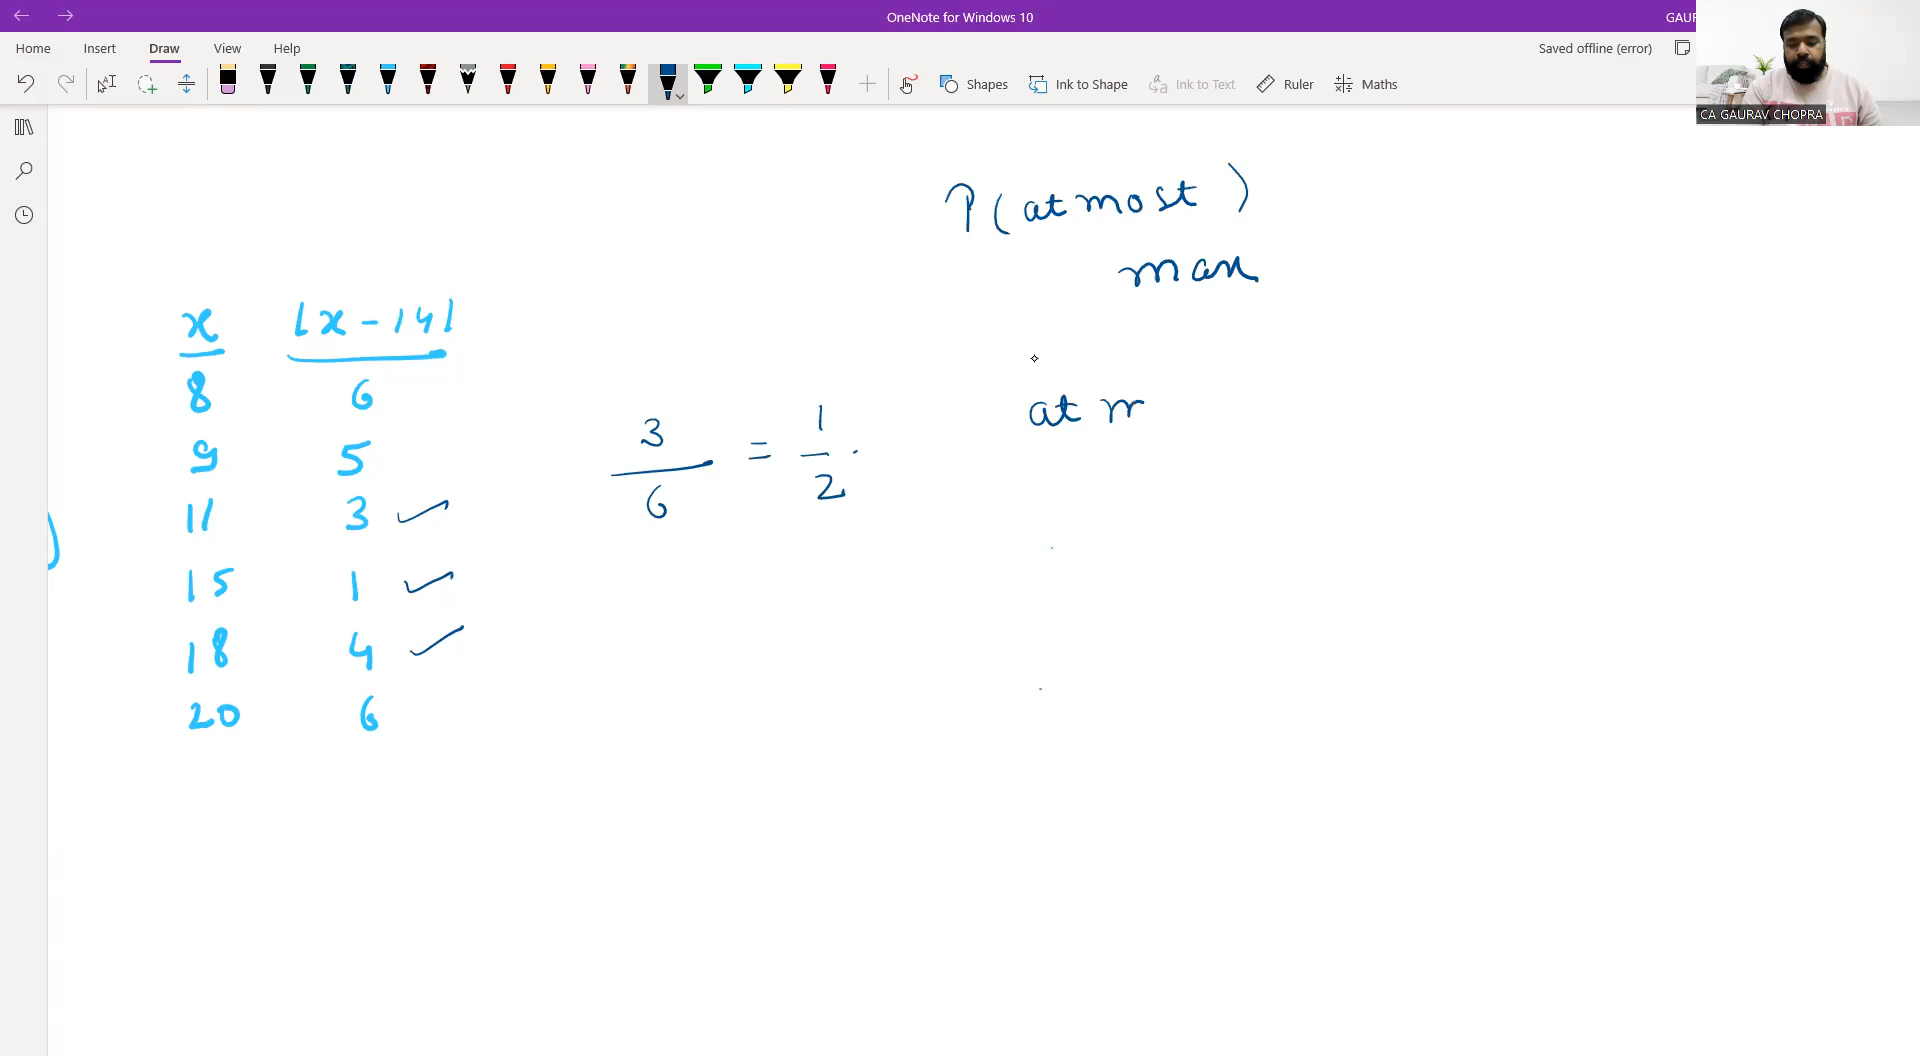 OneNote for Windows 10
GAUR
Home Insert Draw View Help
Saved offline (error)
Shapes Ink to Shape Ink to Text Ruler Maths
CA GAURAV CHOPRA
P(atmost )
max
x |x-14|
8 6
9 5
11 3 ✓
15 1 ✓
18 4 ✓
20 6
3/6 = 1/2.
at m